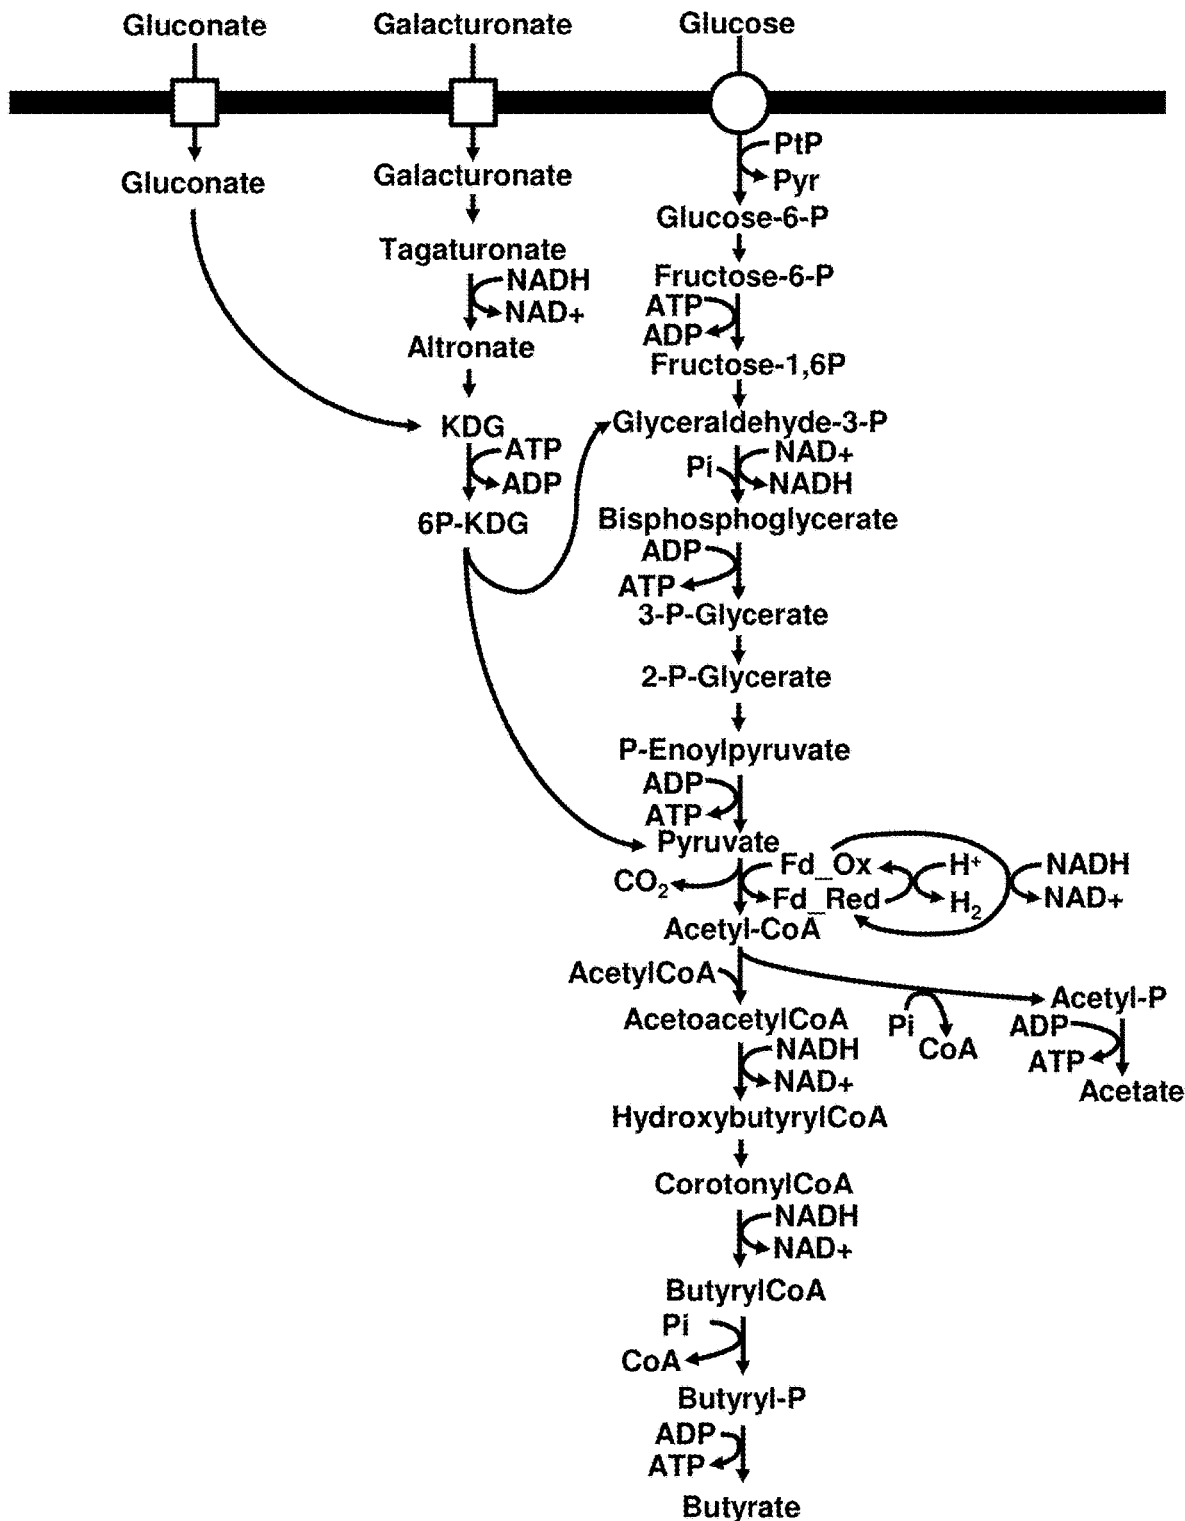 Gluconate
Galacturonate
Glucose
PtP
Pyr
Gluconate
Galacturonate
Glucose-6-P
Tagaturonate
NADH
NAD+
Fructose-6-P
ATP
ADP
Altronate
Fructose-1,6P
KDG
ATP
ADP
Glyceraldehyde-3-P
Pi
NAD+
NADH
6P-KDG
Bisphosphoglycerate
ADP
ATP
3-P-Glycerate
2-P-Glycerate
P-Enoylpyruvate
ADP
ATP
Pyruvate
CO2
Fd_Ox
Fd_Red
H+
H2
NADH
NAD+
Acetyl-CoA
AcetylCoA
Acetyl-P
Pi
CoA
ADP
ATP
Acetate
AcetoacetylCoA
NADH
NAD+
HydroxybutyrylCoA
CorotonylCoA
NADH
NAD+
ButyrylCoA
Pi
CoA
Butyryl-P
ADP
ATP
Butyrate